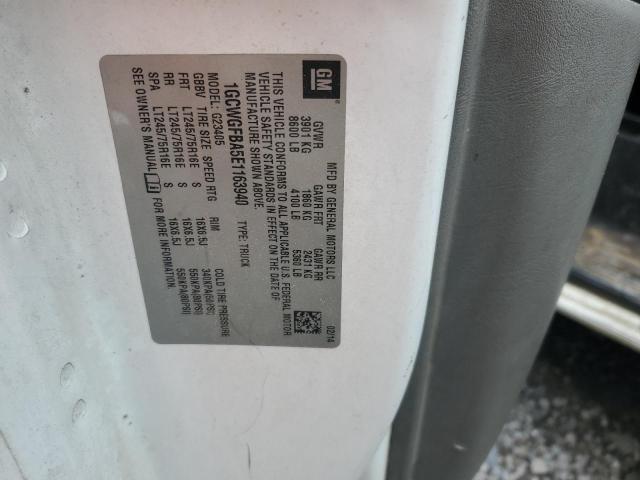 GM
MFD BY GENERAL MOTORS LLC
02/14
GVWR GAWR FRT GAWR RR
3901 KG 1860 KG 2431 KG
8600 LB 4100 LB 5360 LB
THIS VEHICLE CONFORMS TO ALL APPLICABLE U.S. FEDERAL MOTOR
VEHICLE SAFETY STANDARDS IN EFFECT ON THE DATE OF
MANUFACTURE SHOWN ABOVE.
1GCWGFBA5E1163940 TYPE: TRUCK
MODEL: G23405
GBBV TIRE SIZE SPEED RTG RIM COLD TIRE PRESSURE
FRT LT245/75R16E S 16X6.5J 340KPA(50PSI)
RR LT245/75R16E S 16X6.5J 550KPA(80PSI)
SPA LT245/75R16E S 16X6.5J 550KPA(80PSI)
SEE OWNER'S MANUAL FOR MORE INFORMATION.